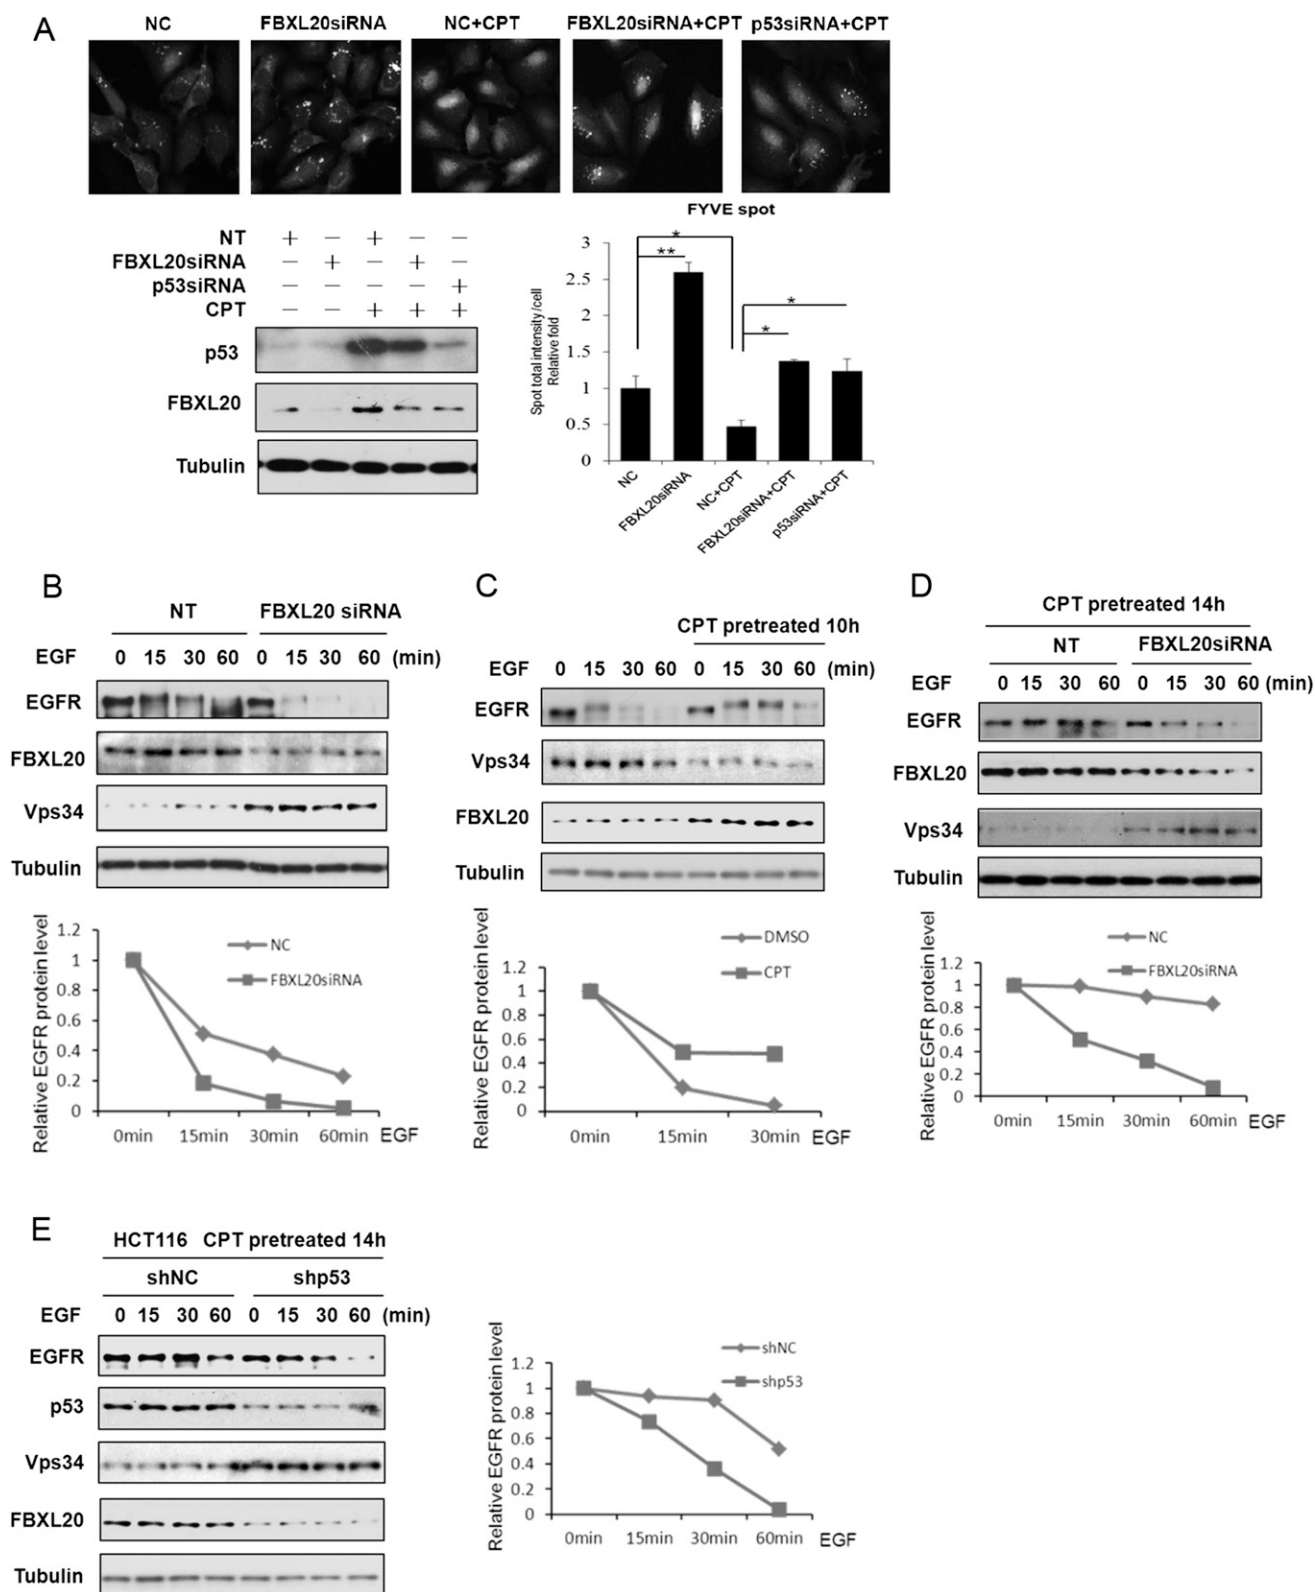 A
NC FBXL20siRNA NC+CPT FBXL20siRNA+CPT p53siRNA+CPT
NT + − + − −
FBXL20siRNA − + − + −
p53siRNA − − − − +
CPT − − + + +
p53
FBXL20
Tubulin
FYVE spot
Spot total intensity/cell
Relative fold
3
2.5
2
1.5
1
0.5
0
* ** * *
NC FBXL20siRNA NC+CPT FBXL20siRNA+CPT p53siRNA+CPT
B
NT FBXL20 siRNA
EGF 0 15 30 60 0 15 30 60 (min)
EGFR
FBXL20
Vps34
Tubulin
Relative EGFR protein level
1.2
1
0.8
0.6
0.4
0.2
0
NC
FBXL20siRNA
0min 15min 30min 60min EGF
C
CPT pretreated 10h
EGF 0 15 30 60 0 15 30 60 (min)
EGFR
Vps34
FBXL20
Tubulin
Relative EGFR protein level
1.2
1
0.8
0.6
0.4
0.2
0
DMSO
CPT
0min 15min 30min EGF
D
CPT pretreated 14h
NT FBXL20siRNA
EGF 0 15 30 60 0 15 30 60 (min)
EGFR
FBXL20
Vps34
Tubulin
Relative EGFR protein level
1.2
1
0.8
0.6
0.4
0.2
0
NC
FBXL20siRNA
0min 15min 30min 60min EGF
E
HCT116 CPT pretreated 14h
shNC shp53
EGF 0 15 30 60 0 15 30 60 (min)
EGFR
p53
Vps34
FBXL20
Tubulin
Relative EGFR protein level
1.2
1
0.8
0.6
0.4
0.2
0
shNC
shp53
0min 15min 30min 60min EGF